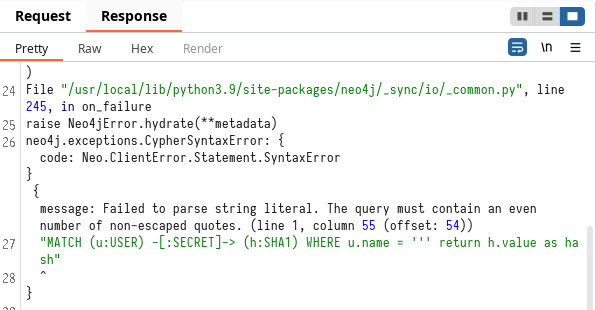 Request Response
Pretty Raw Hex Render \n
)
24 File "/usr/local/lib/python3.9/site-packages/neo4j/_sync/io/_common.py", line
245, in on_failure
25 raise Neo4jError.hydrate(**metadata)
26 neo4j.exceptions.CypherSyntaxError: {
code: Neo.ClientError.Statement.SyntaxError
}
{
message: Failed to parse string literal. The query must contain an even
number of non-escaped quotes. (line 1, column 55 (offset: 54))
27 "MATCH (u:USER) -[:SECRET]-> (h:SHA1) WHERE u.name = ''' return h.value as ha
sh"
28 ^
}